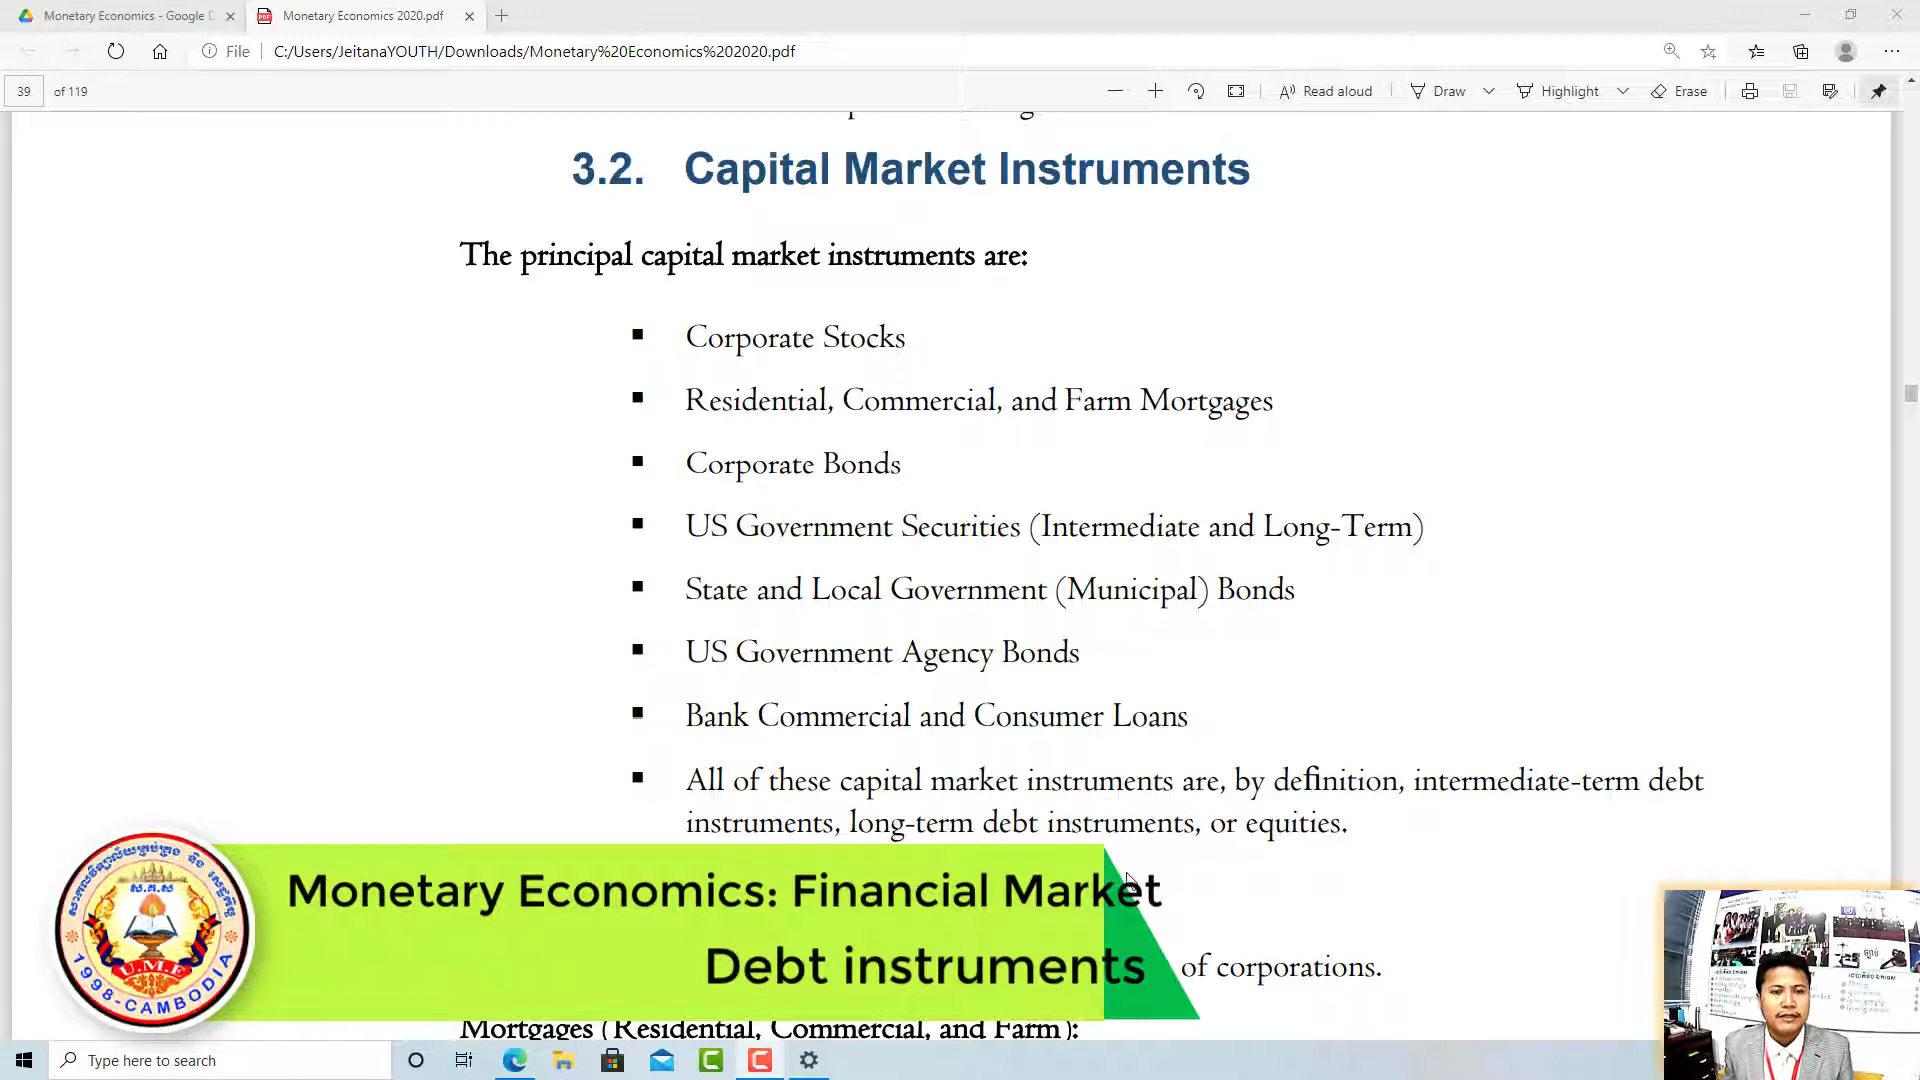 Monetary Economics - Google D
Monetary Economics 2020.pdf
File
C:/Users/JeitanaYOUTH/Downloads/Monetary%20Economics%202020.pdf
39 of 119
Read aloud
Draw
Highlight
Erase
3.2. Capital Market Instruments
The principal capital market instruments are:
▪ Corporate Stocks
▪ Residential, Commercial, and Farm Mortgages
▪ Corporate Bonds
▪ US Government Securities (Intermediate and Long-Term)
▪ State and Local Government (Municipal) Bonds
▪ US Government Agency Bonds
▪ Bank Commercial and Consumer Loans
▪ All of these capital market instruments are, by definition, intermediate-term debt
instruments, long-term debt instruments, or equities.
Monetary Economics: Financial Market
Debt instruments
of corporations.
Mortgages (Residential, Commercial, and Farm):
ស.គ.ស
U.M.E
1998-CAMBODIA
Type here to search